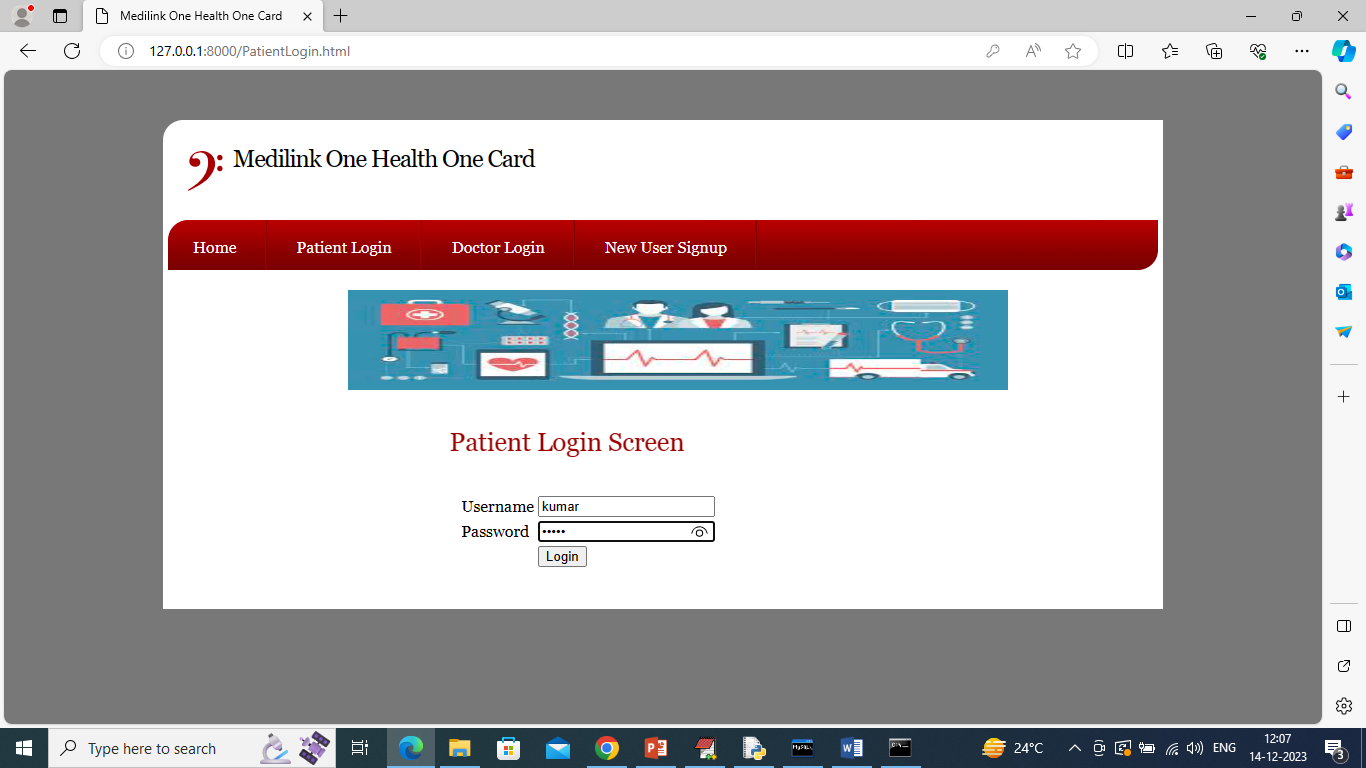 Medilink One Health One Card
127.0.0.1:8000/PatientLogin.html
Medilink One Health One Card
Home Patient Login Doctor Login New User Signup
Patient Login Screen
Username kumar
Password •••••
Login
Type here to search
24°C
ENG
12:07
14-12-2023
3